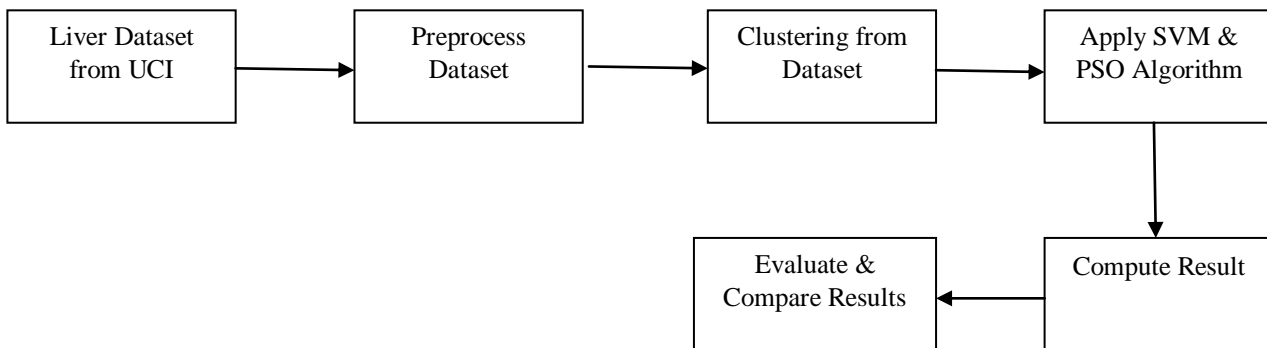 Liver Dataset
from UCI
Preprocess
Dataset
Clustering from
Dataset
Apply SVM &
PSO Algorithm
Compute Result
Evaluate &
Compare Results